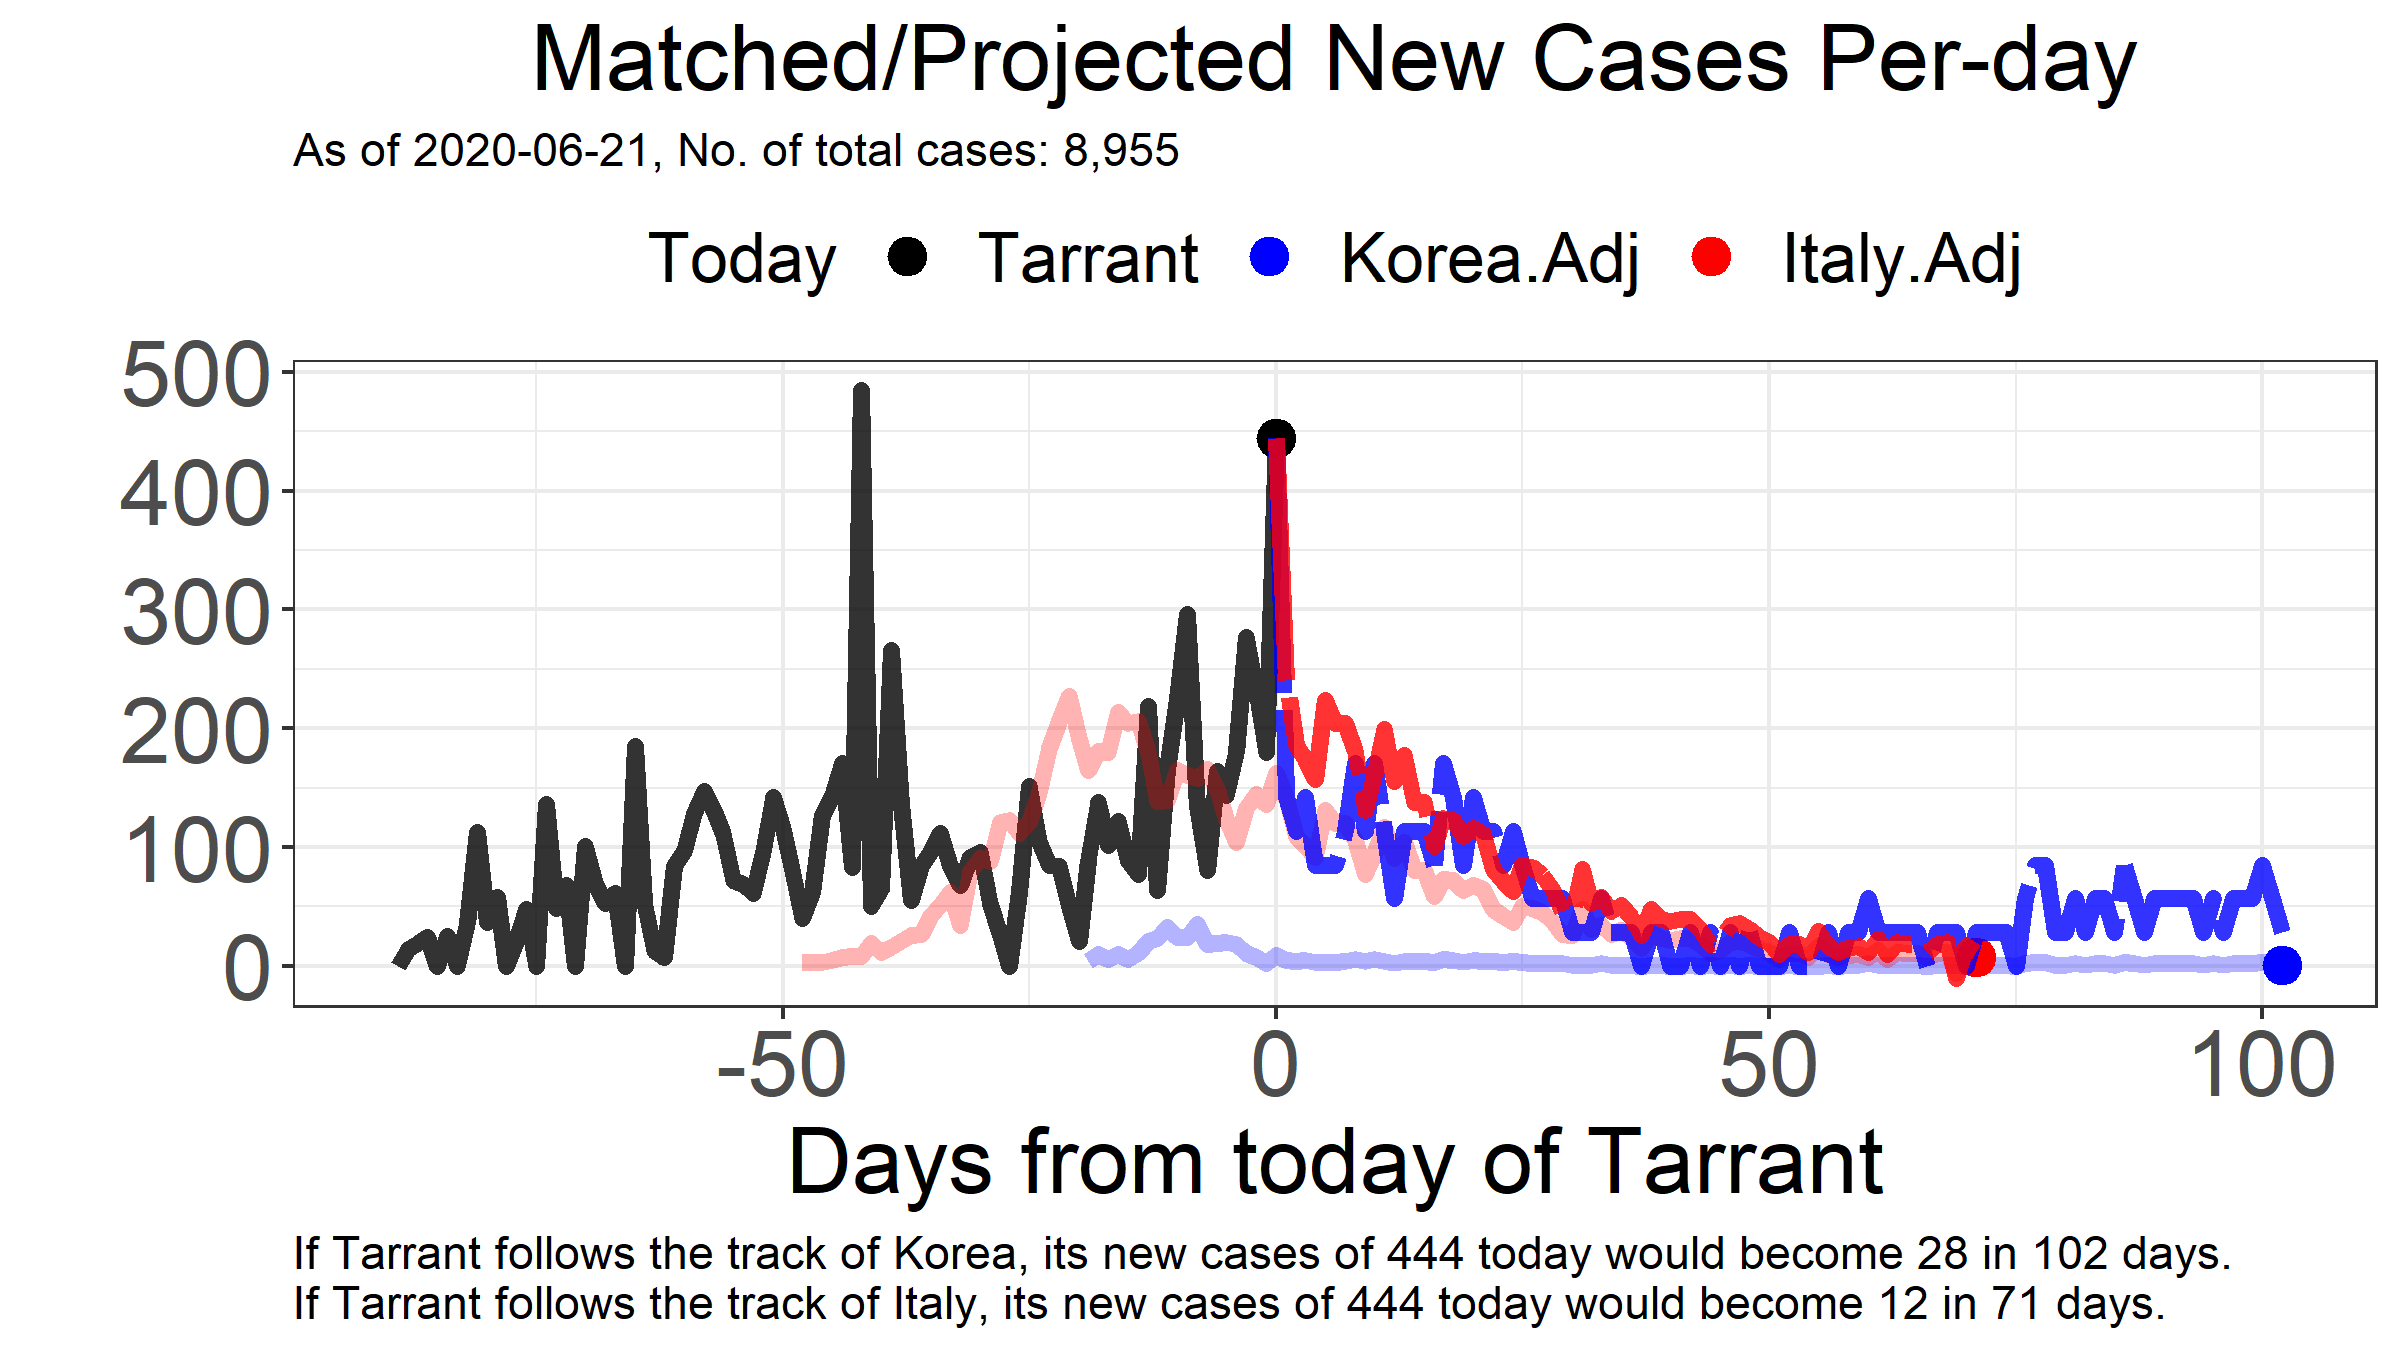 Matched/Projected New Cases Per-day
As of 2020-06-21, No. of total cases: 8,955
Today Tarrant Korea.Adj Italy.Adj
500
400
300
200
100
0
-50 0 50 100
Days from today of Tarrant
If Tarrant follows the track of Korea, its new cases of 444 today would become 28 in 102 days.
If Tarrant follows the track of Italy, its new cases of 444 today would become 12 in 71 days.